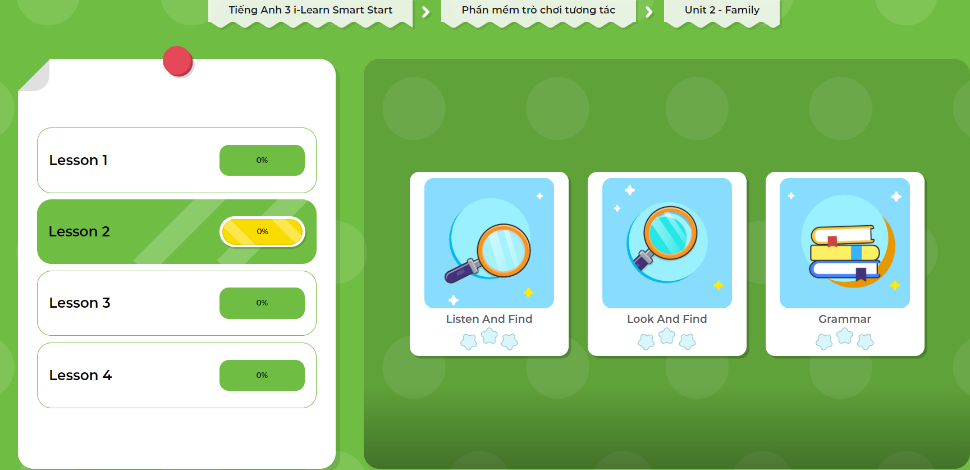 Tiếng Anh 3 i-Learn Smart Start
Phần mềm trò chơi tương tác
Unit 2 - Family
Lesson 1
0%
Lesson 2
0%
Lesson 3
0%
Lesson 4
0%
Listen And Find
Look And Find
Grammar